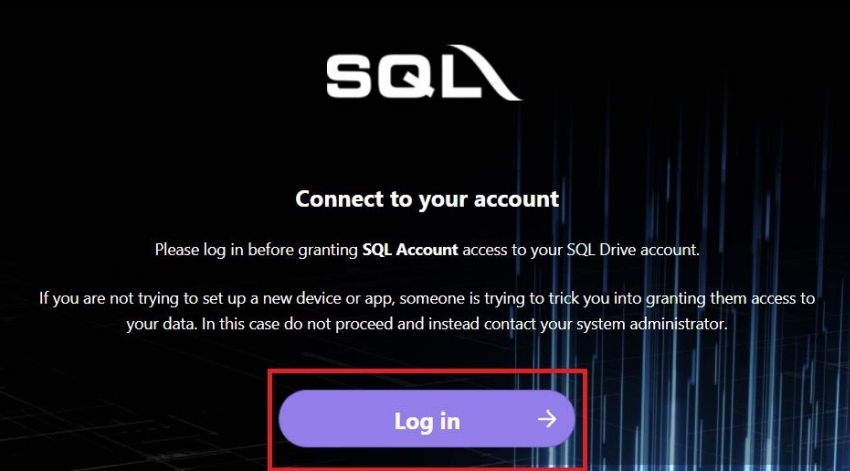 SQL
Connect to your account
Please log in before granting SQL Account access to your SQL Drive account.
If you are not trying to set up a new device or app, someone is trying to trick you into granting them access to
your data. In this case do not proceed and instead contact your system administrator.
Log in